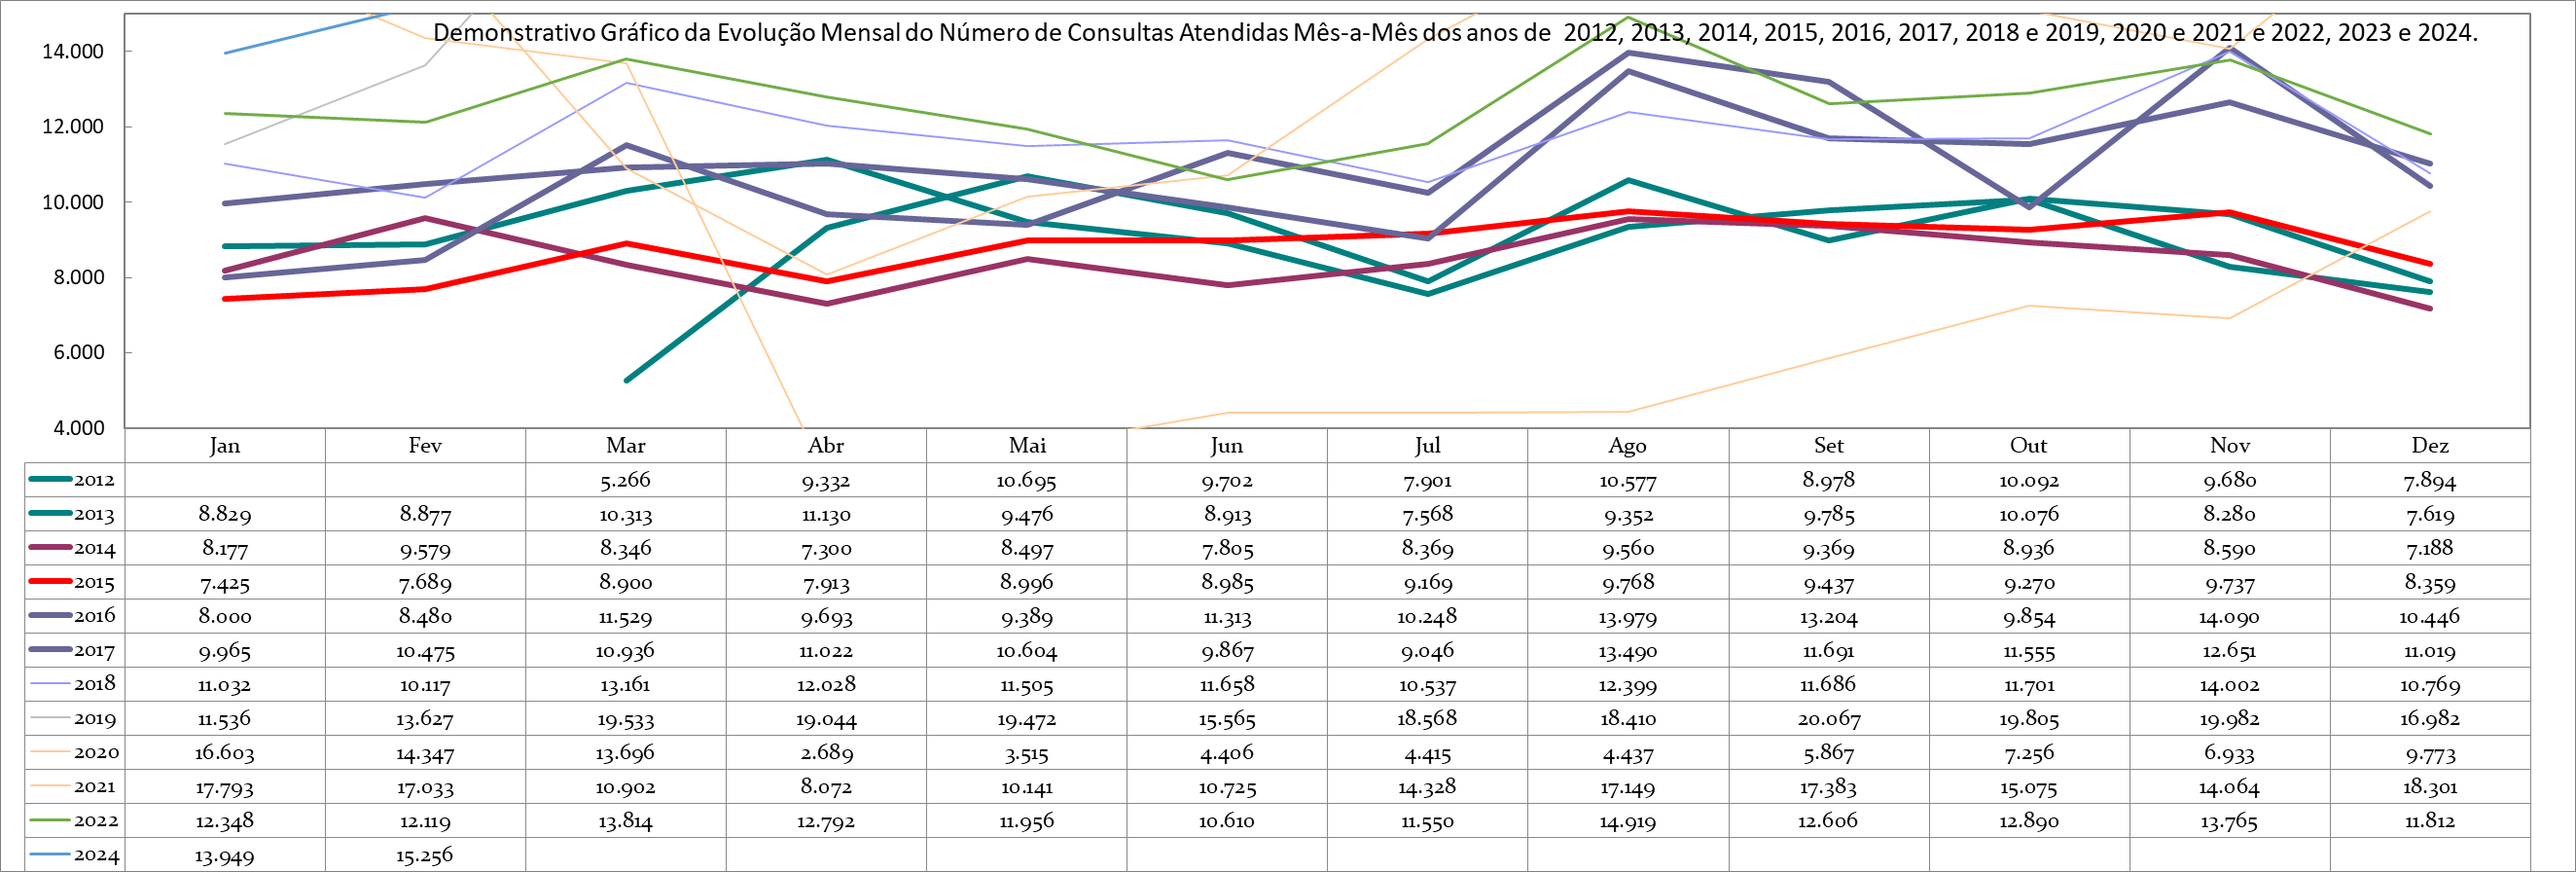 Demonstrativo Gráfico da Evolução Mensal do Número de Consultas Atendidas Mês-a-Mês dos anos de 2012, 2013, 2014, 2015, 2016, 2017, 2018 e 2019, 2020 e 2021 e 2022, 2023 e 2024.
14.000
12.000
10.000
8.000
6.000
4.000
Jan Fev Mar Abr Mai Jun Jul Ago Set Out Nov Dez
2012 5.266 9.332 10.695 9.702 7.901 10.577 8.978 10.092 9.680 7.894
2013 8.829 8.877 10.313 11.130 9.476 8.913 7.568 9.352 9.785 10.076 8.280 7.619
2014 8.177 9.579 8.346 7.300 8.497 7.805 8.369 9.560 9.369 8.936 8.590 7.188
2015 7.425 7.689 8.900 7.913 8.996 8.985 9.169 9.768 9.437 9.270 9.737 8.359
2016 8.000 8.480 11.529 9.693 9.389 11.313 10.248 13.979 13.204 9.854 14.090 10.446
2017 9.965 10.475 10.936 11.022 10.604 9.867 9.046 13.490 11.691 11.555 12.651 11.019
2018 11.032 10.117 13.161 12.028 11.505 11.658 10.537 12.399 11.686 11.701 14.002 10.769
2019 11.536 13.627 19.533 19.044 19.472 15.565 18.568 18.410 20.067 19.805 19.982 16.982
2020 16.603 14.347 13.696 2.689 3.515 4.406 4.415 4.437 5.867 7.256 6.933 9.773
2021 17.793 17.033 10.902 8.072 10.141 10.725 14.328 17.149 17.383 15.075 14.064 18.301
2022 12.348 12.119 13.814 12.792 11.956 10.610 11.550 14.919 12.606 12.890 13.765 11.812
2024 13.949 15.256